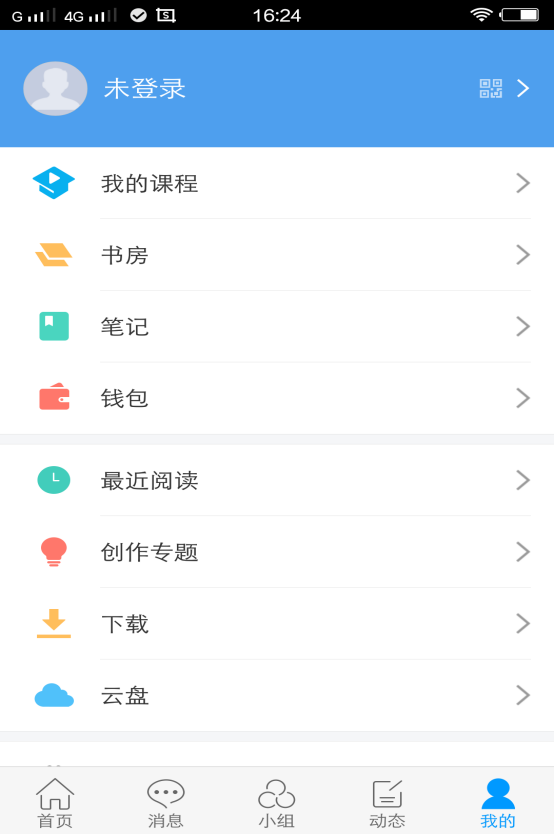 G 4G 16:24
未登录
我的课程
书房
笔记
钱包
最近阅读
创作专题
下载
云盘
首页 消息 小组 动态 我的